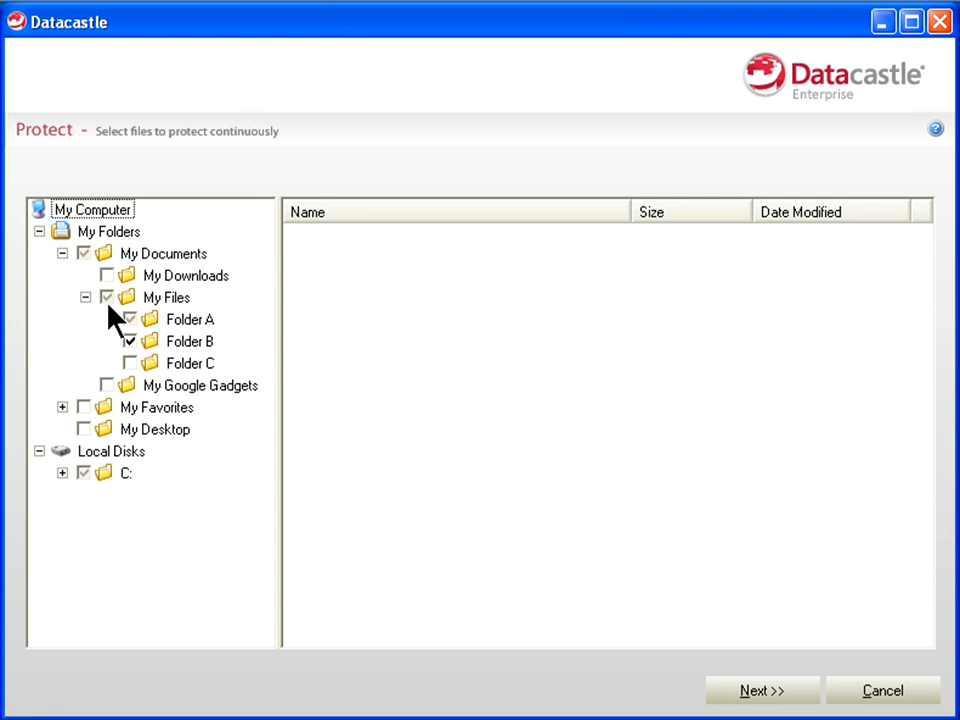 Datacastle
Datacastle
Enterprise
Protect - Select files to protect continuously
My Computer
Name Size Date Modified
My Folders
My Documents
My Downloads
My Files
Folder A
Folder B
Folder C
My Google Gadgets
My Favorites
My Desktop
Local Disks
C:
Next >> Cancel